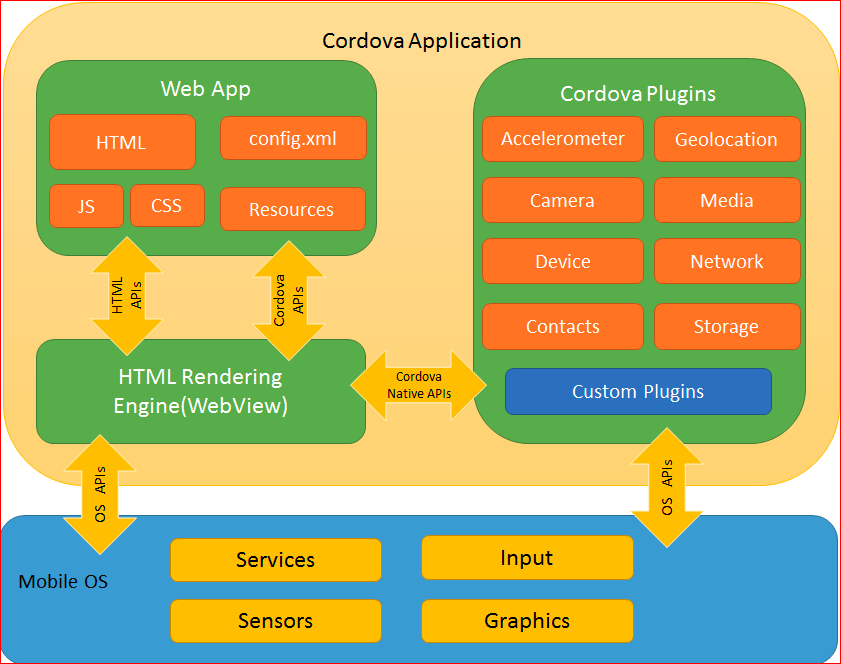 Cordova Application
Web App
HTML
config.xml
JS
CSS
Resources
HTML
APIs
Cordova
APIs
HTML Rendering
Engine(WebView)
Cordova
Native APIs
Cordova Plugins
Accelerometer
Geolocation
Camera
Media
Device
Network
Contacts
Storage
Custom Plugins
OS APIs
OS APIs
Mobile OS
Services
Input
Sensors
Graphics